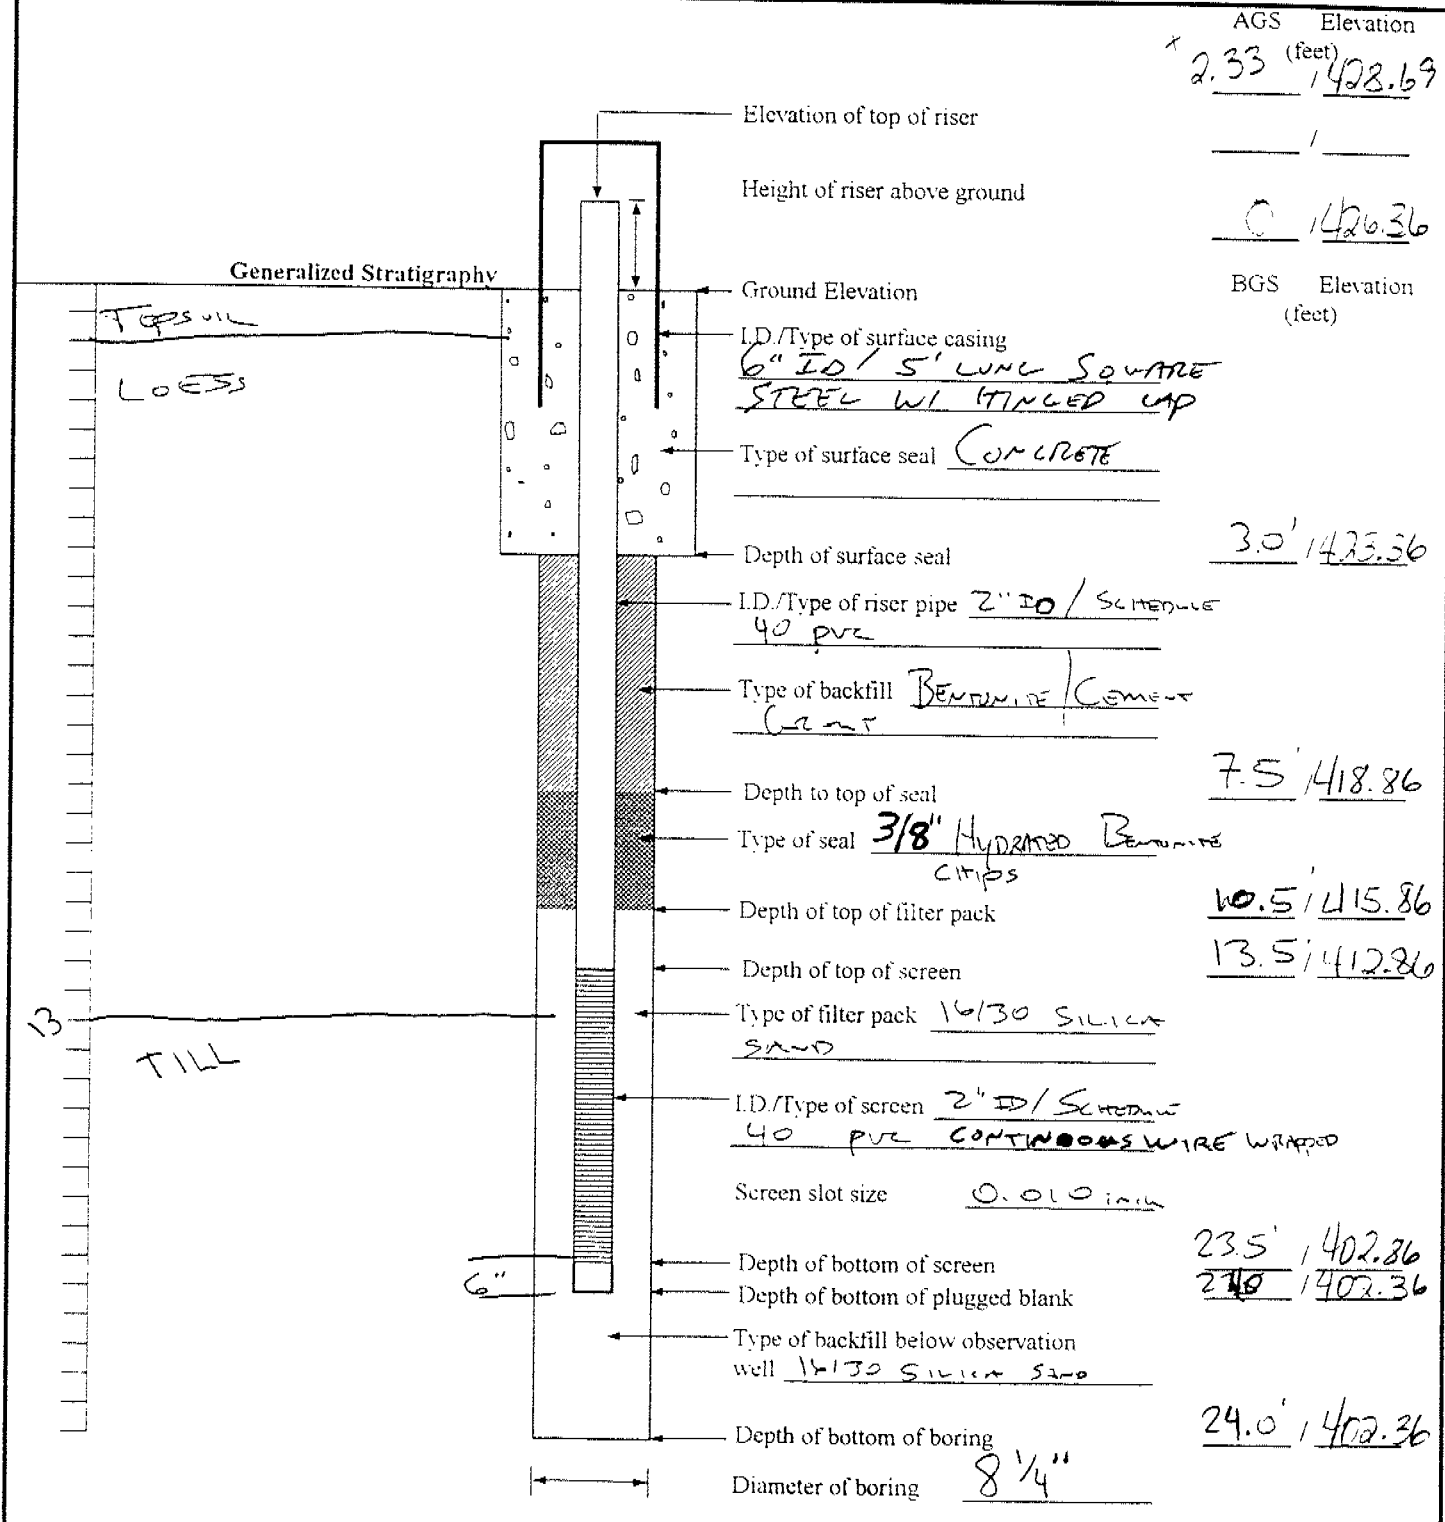 AGS Elevation
(feet)
x 2.33 / 428.69
Elevation of top of riser
/
Height of riser above ground
0 / 426.36
Generalized Stratigraphy
Ground Elevation
BGS Elevation
(feet)
TOPSOIL
I.D./Type of surface casing
6" ID / 5' LONG SQUARE
STEEL W/ HINGED CAP
LOESS
Type of surface seal CONCRETE
Depth of surface seal 3.0' / 423.36
I.D./Type of riser pipe 2" ID / SCHEDULE
40 PVC
Type of backfill BENTONITE / CEMENT
GROUT
Depth to top of seal 7.5' / 418.86
Type of seal 3/8" HYDRATED BENTONITE
CHIPS
Depth of top of filter pack 10.5' / 415.86
Depth of top of screen 13.5' / 412.86
13
Type of filter pack 16/30 SILICA
SAND
TILL
I.D./Type of screen 2" ID / SCHEDULE
40 PVC CONTINOOUS WIRE WRAPPED
Screen slot size 0.010 inch
Depth of bottom of screen 23.5' / 402.86
6"
Depth of bottom of plugged blank 24.0 / 402.36
Type of backfill below observation
well 16/30 SILICA SAND
Depth of bottom of boring 24.0' / 402.36
Diameter of boring 8 1/4"